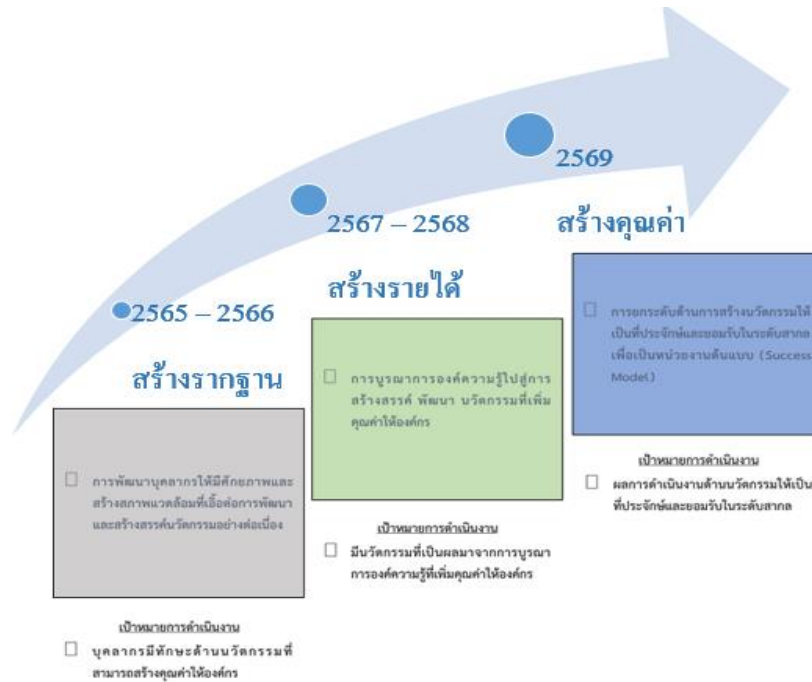 2565 – 2566
สร้างรากฐาน
การพัฒนาบุคลากรให้มีศักยภาพและ
สร้างสภาพแวดล้อมที่เอื้อต่อการพัฒนา
และสร้างสรรค์นวัตกรรมอย่างต่อเนื่อง
เป้าหมายการดำเนินงาน
บุคลากรมีทักษะด้านนวัตกรรมที่
สามารถสร้างคุณค่าให้องค์กร
2567 – 2568
สร้างรายได้
การบูรณาการองค์ความรู้ไปสู่การ
สร้างสรรค์ พัฒนา นวัตกรรมที่เพิ่ม
คุณค่าให้องค์กร
เป้าหมายการดำเนินงาน
มีนวัตกรรมที่เป็นผลมาจากการบูรณา
การองค์ความรู้ที่เพิ่มคุณค่าให้องค์กร
2569
สร้างคุณค่า
การยกระดับด้านการสร้างนวัตกรรมให้
เป็นที่ประจักษ์และยอมรับในระดับสากล
เพื่อเป็นหน่วยงานต้นแบบ (Success
Model)
เป้าหมายการดำเนินงาน
ผลการดำเนินงานด้านนวัตกรรมให้เป็น
ที่ประจักษ์และยอมรับในระดับสากล